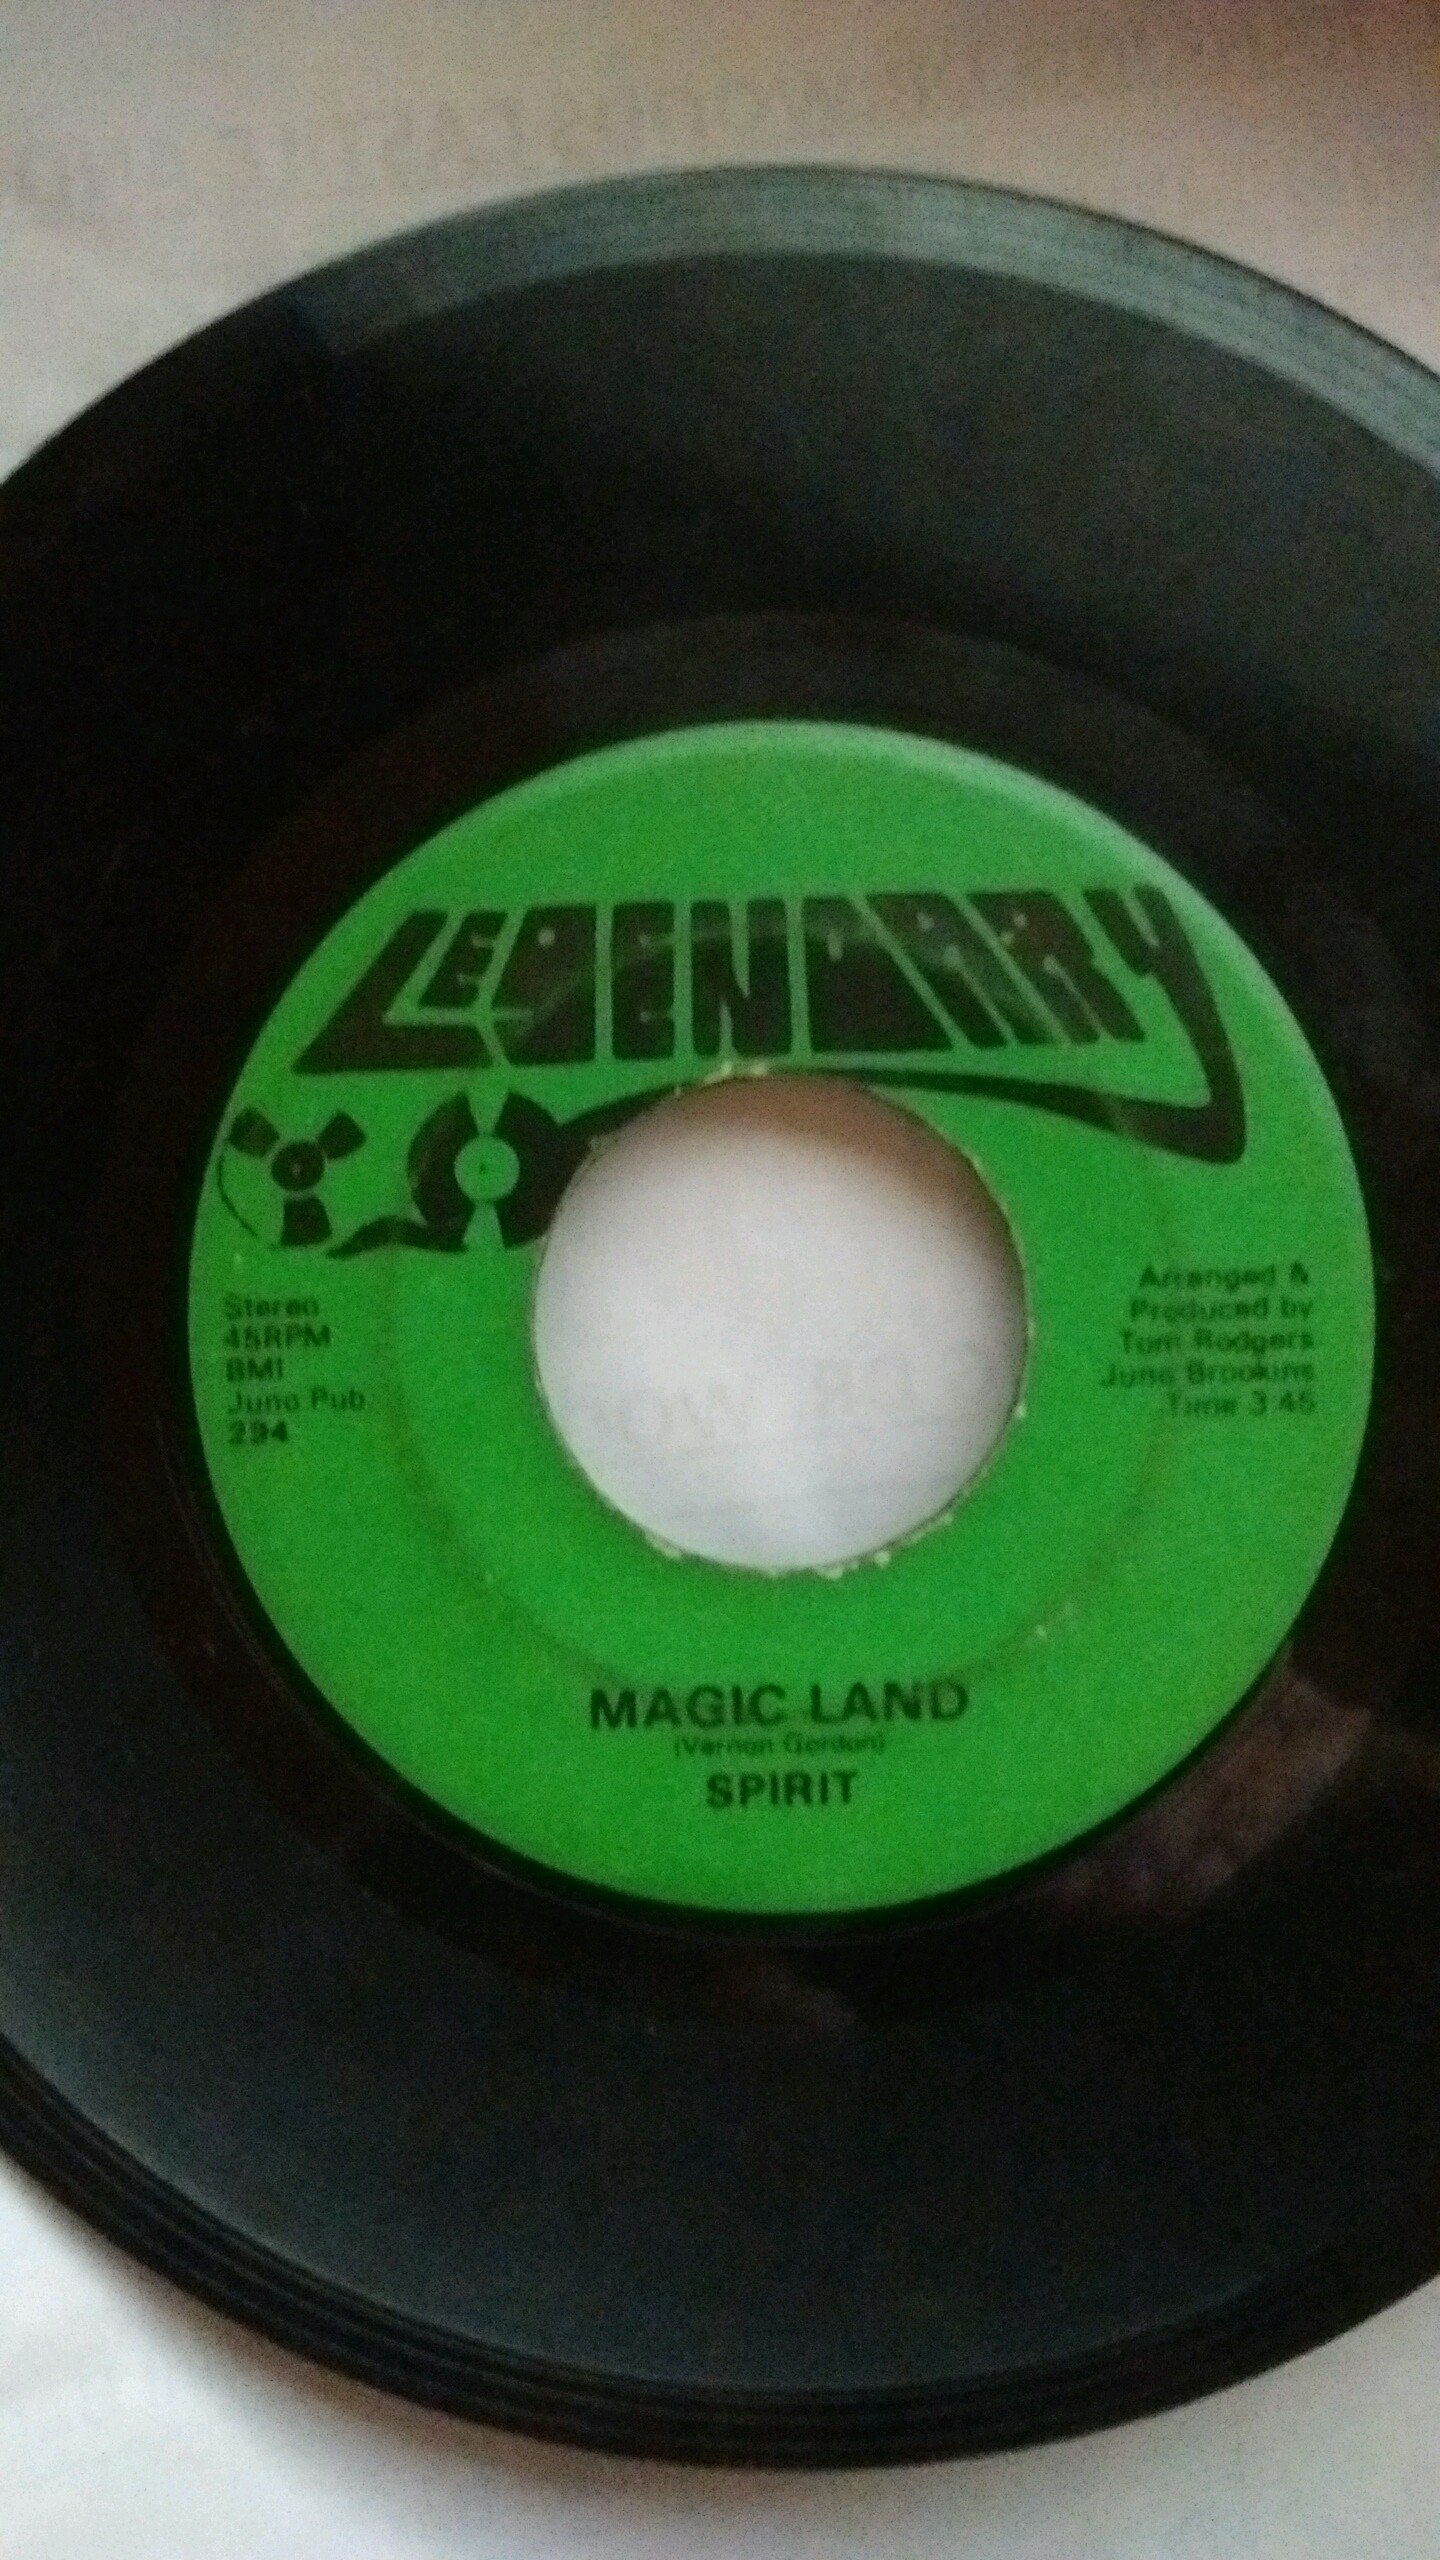 LEGENDARY
Stereo
45RPM
BMI
Juno Pub.
294
Arranged &
Produced by
Tom Rodgers
Juno Brookins
Time 3:45
MAGIC LAND
(Vernon Gordon)
SPIRIT